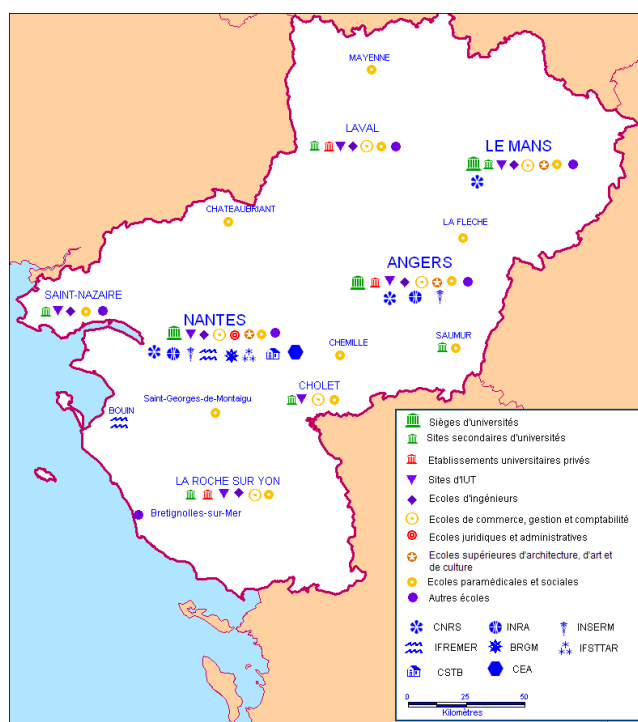 MAYENNE
LAVAL
LE MANS
CHATEAUBRIANT
LA FLECHE
ANGERS
SAINT-NAZAIRE
NANTES
CHEMILLE
SAUMUR
CHOLET
Saint-Georges-de-Montaigu
BOUIN
LA ROCHE SUR YON
Bretignolles-sur-Mer
Sièges d'universités
Sites secondaires d'universités
Etablissements universitaires privés
Sites d'IUT
Ecoles d'ingénieurs
Ecoles de commerce, gestion et comptabilité
Ecoles juridiques et administratives
Ecoles supérieures d'architecture, d'art et
de culture
Ecoles paramédicales et sociales
Autres écoles
CNRS INRA INSERM
IFREMER BRGM IFSTTAR
CSTB CEA
0 25 50
Kilomètres